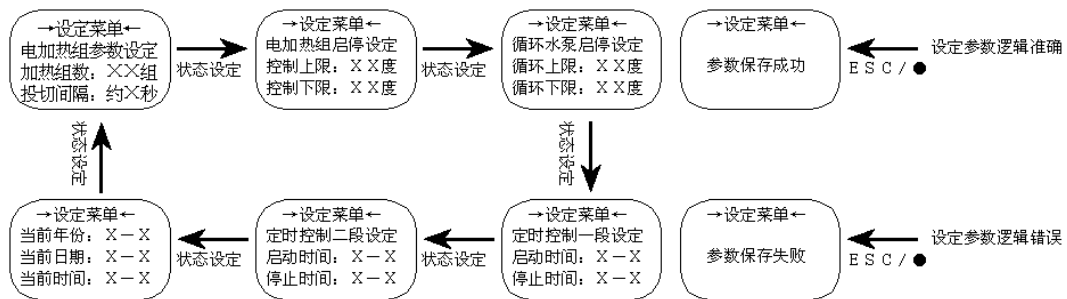 →设定菜单←
电加热组参数设定
加热组数：XX组
投切间隔：约X秒
状态设定
→设定菜单←
电加热组启停设定
控制上限：XX度
控制下限：XX度
状态设定
→设定菜单←
循环水泵启停设定
循环上限：XX度
循环下限：XX度
→设定菜单←
参数保存成功
设定参数逻辑准确
ESC/●
状态设定
状态设定
→设定菜单←
当前年份：X－X
当前日期：X－X
当前时间：X－X
状态设定
→设定菜单←
定时控制二段设定
启动时间：X－X
停止时间：X－X
状态设定
→设定菜单←
定时控制一段设定
启动时间：X－X
停止时间：X－X
→设定菜单←
参数保存失败
设定参数逻辑错误
ESC/●